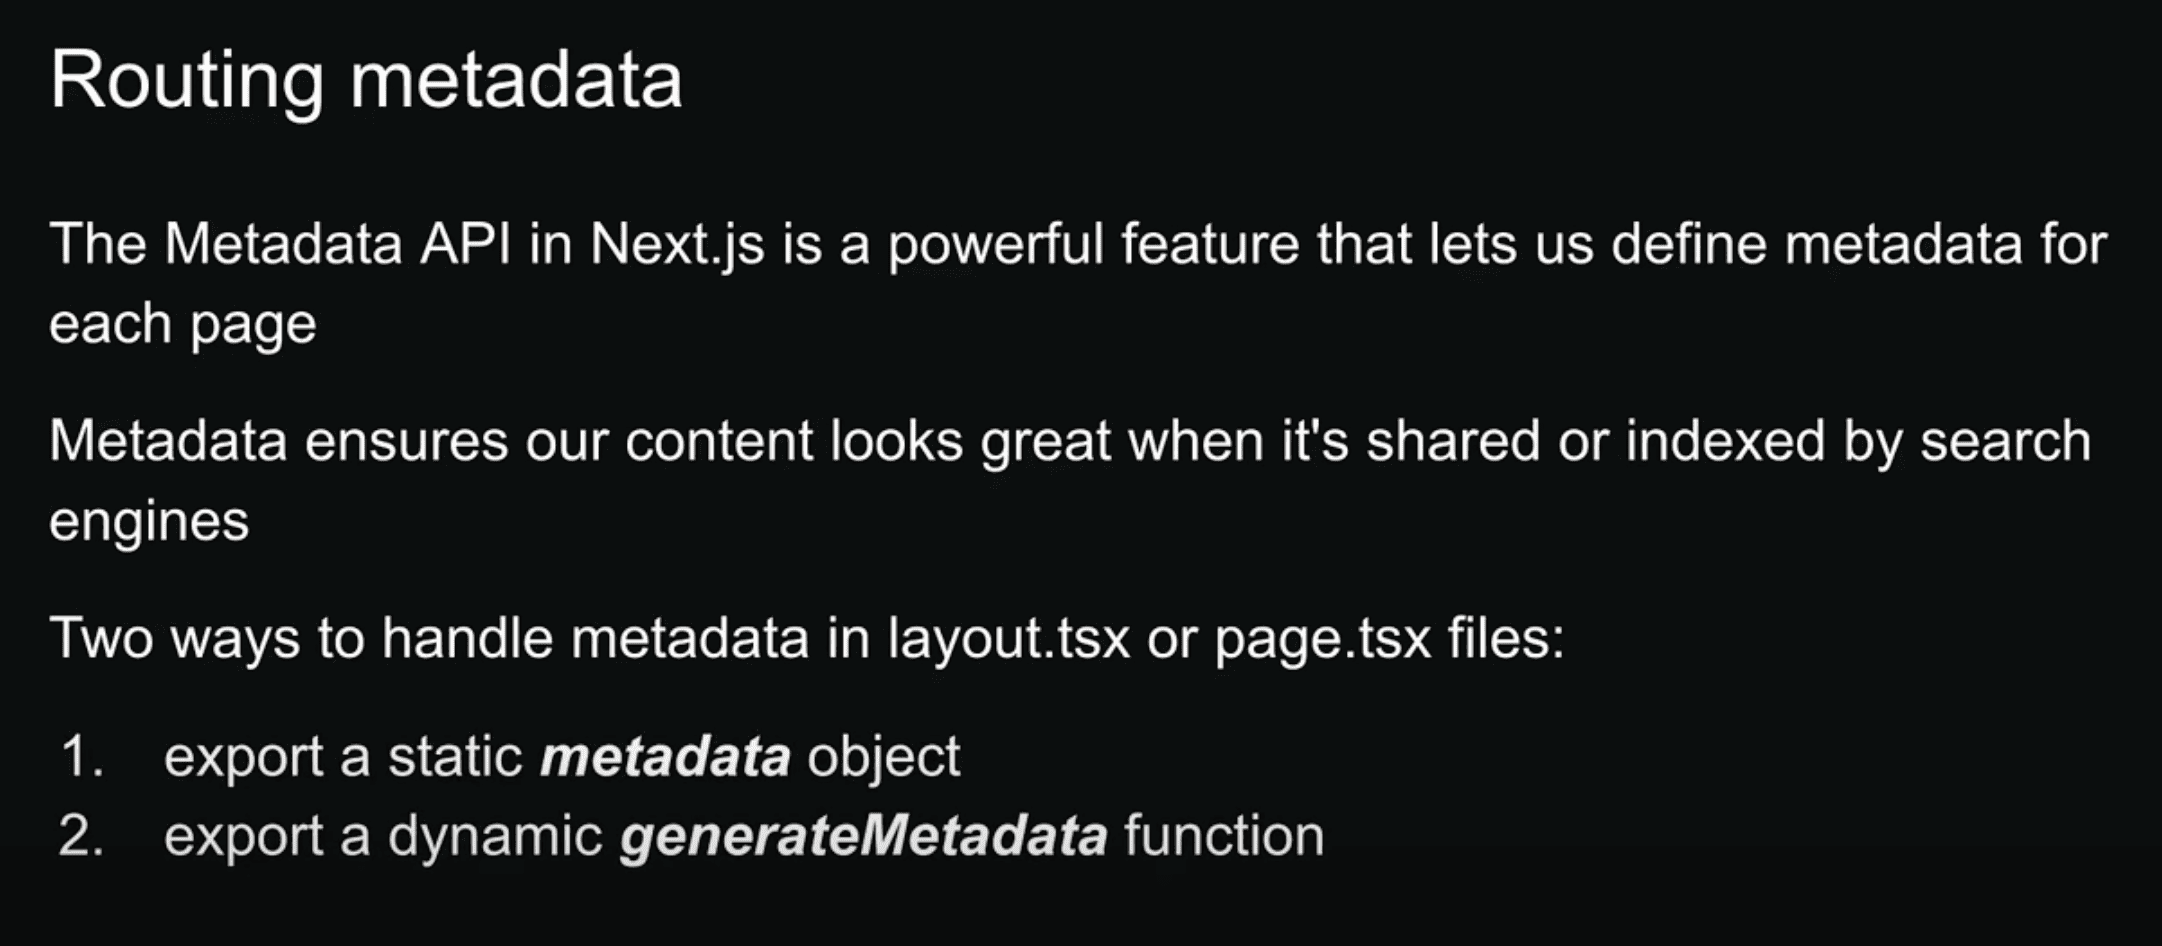 Routing metadata
The Metadata API in Next.js is a powerful feature that lets us define metadata for
each page
Metadata ensures our content looks great when it's shared or indexed by search
engines
Two ways to handle metadata in layout.tsx or page.tsx files:
1. export a static metadata object
2. export a dynamic generateMetadata function